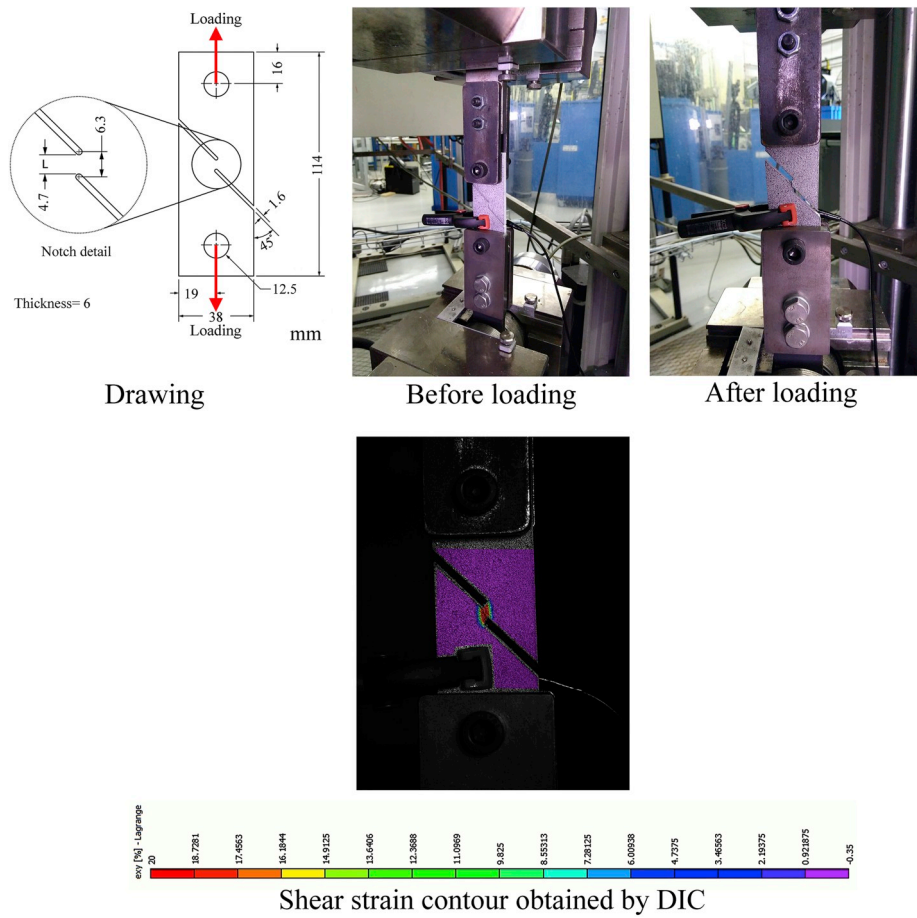 Loading
16
6.3
L
4.7
114
1.6
45°
Notch detail
12.5
19
Thickness= 6
38
Loading
mm
Drawing
Before loading
After loading
exy [%] - Lagrange
20
18.7281
17.4563
16.1844
14.9125
13.6406
12.3688
11.0969
9.825
8.55313
7.28125
6.00938
4.7375
3.46563
2.19375
0.921875
-0.35
Shear strain contour obtained by DIC